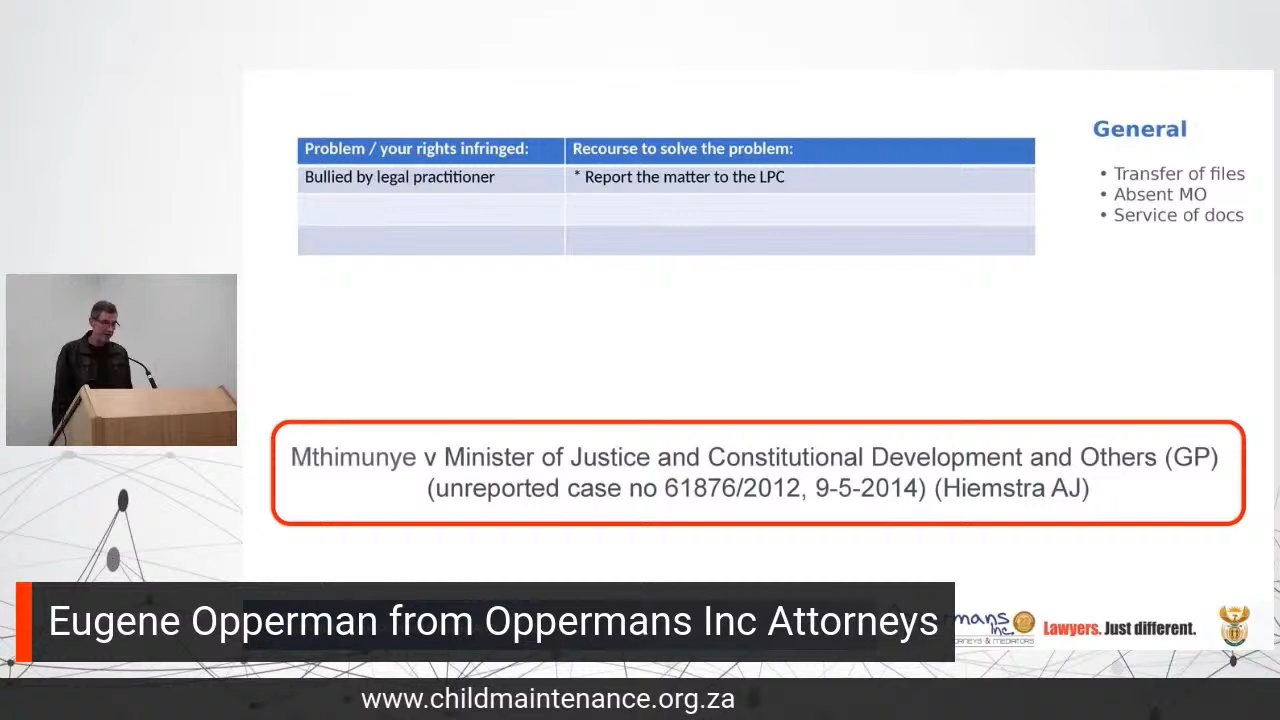 Problem / your rights infringed: Recourse to solve the problem:
Bullied by legal practitioner * Report the matter to the LPC
General
• Transfer of files
• Absent MO
• Service of docs
Mthimunye v Minister of Justice and Constitutional Development and Others (GP)
(unreported case no 61876/2012, 9-5-2014) (Hiemstra AJ)
Eugene Opperman from Oppermans Inc Attorneys
inc.
Lawyers. Just different.
www.childmaintenance.org.za